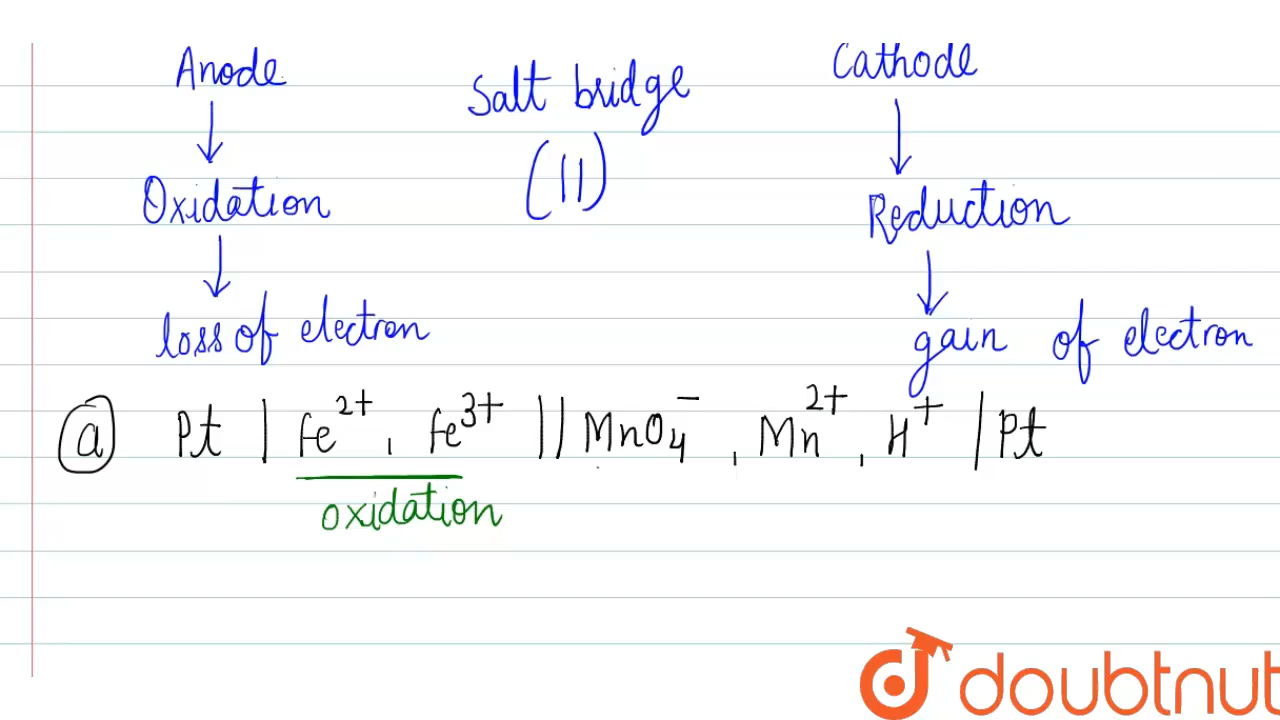 Anode Salt bridge Cathode
↓ (||) ↓
Oxidation Reduction
↓ ↓
loss of electron gain of electron
(a) Pt | Fe²⁺, Fe³⁺ || MnO₄⁻, Mn²⁺, H⁺ | Pt
oxidation
doubtnut